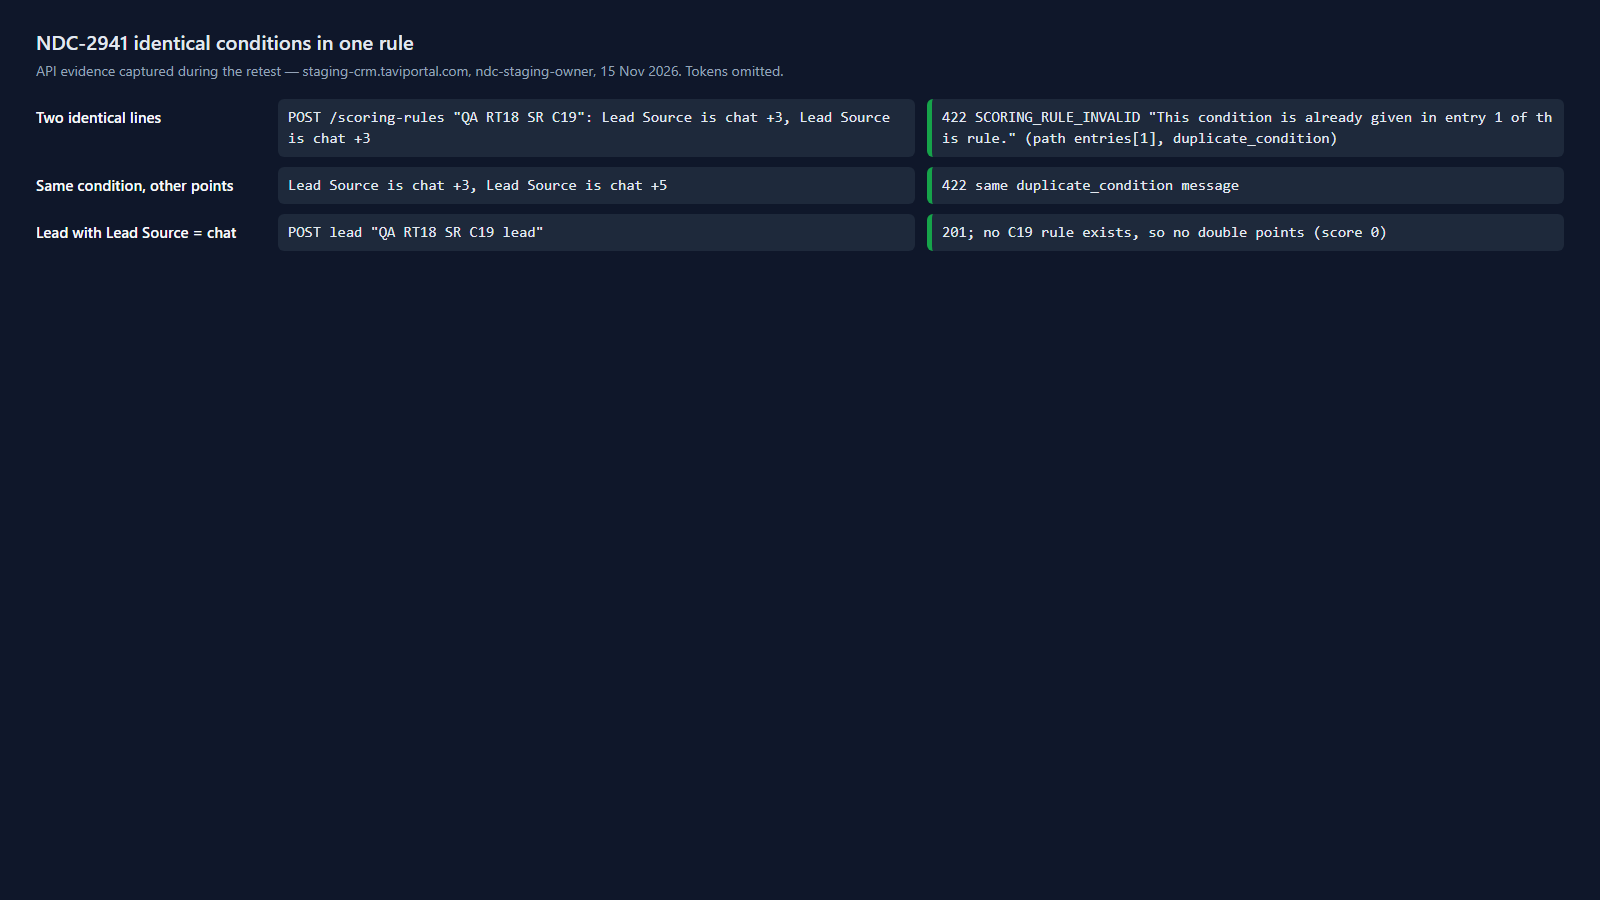 NDC-2941 identical conditions in one rule
API evidence captured during the retest — staging-crm.taviportal.com, ndc-staging-owner, 15 Nov 2026. Tokens omitted.
Two identical lines
POST /scoring-rules "QA RT18 SR C19": Lead Source is chat +3, Lead Source
is chat +3
422 SCORING_RULE_INVALID "This condition is already given in entry 1 of th
is rule." (path entries[1], duplicate_condition)
Same condition, other points
Lead Source is chat +3, Lead Source is chat +5
422 same duplicate_condition message
Lead with Lead Source = chat
POST lead "QA RT18 SR C19 lead"
201; no C19 rule exists, so no double points (score 0)